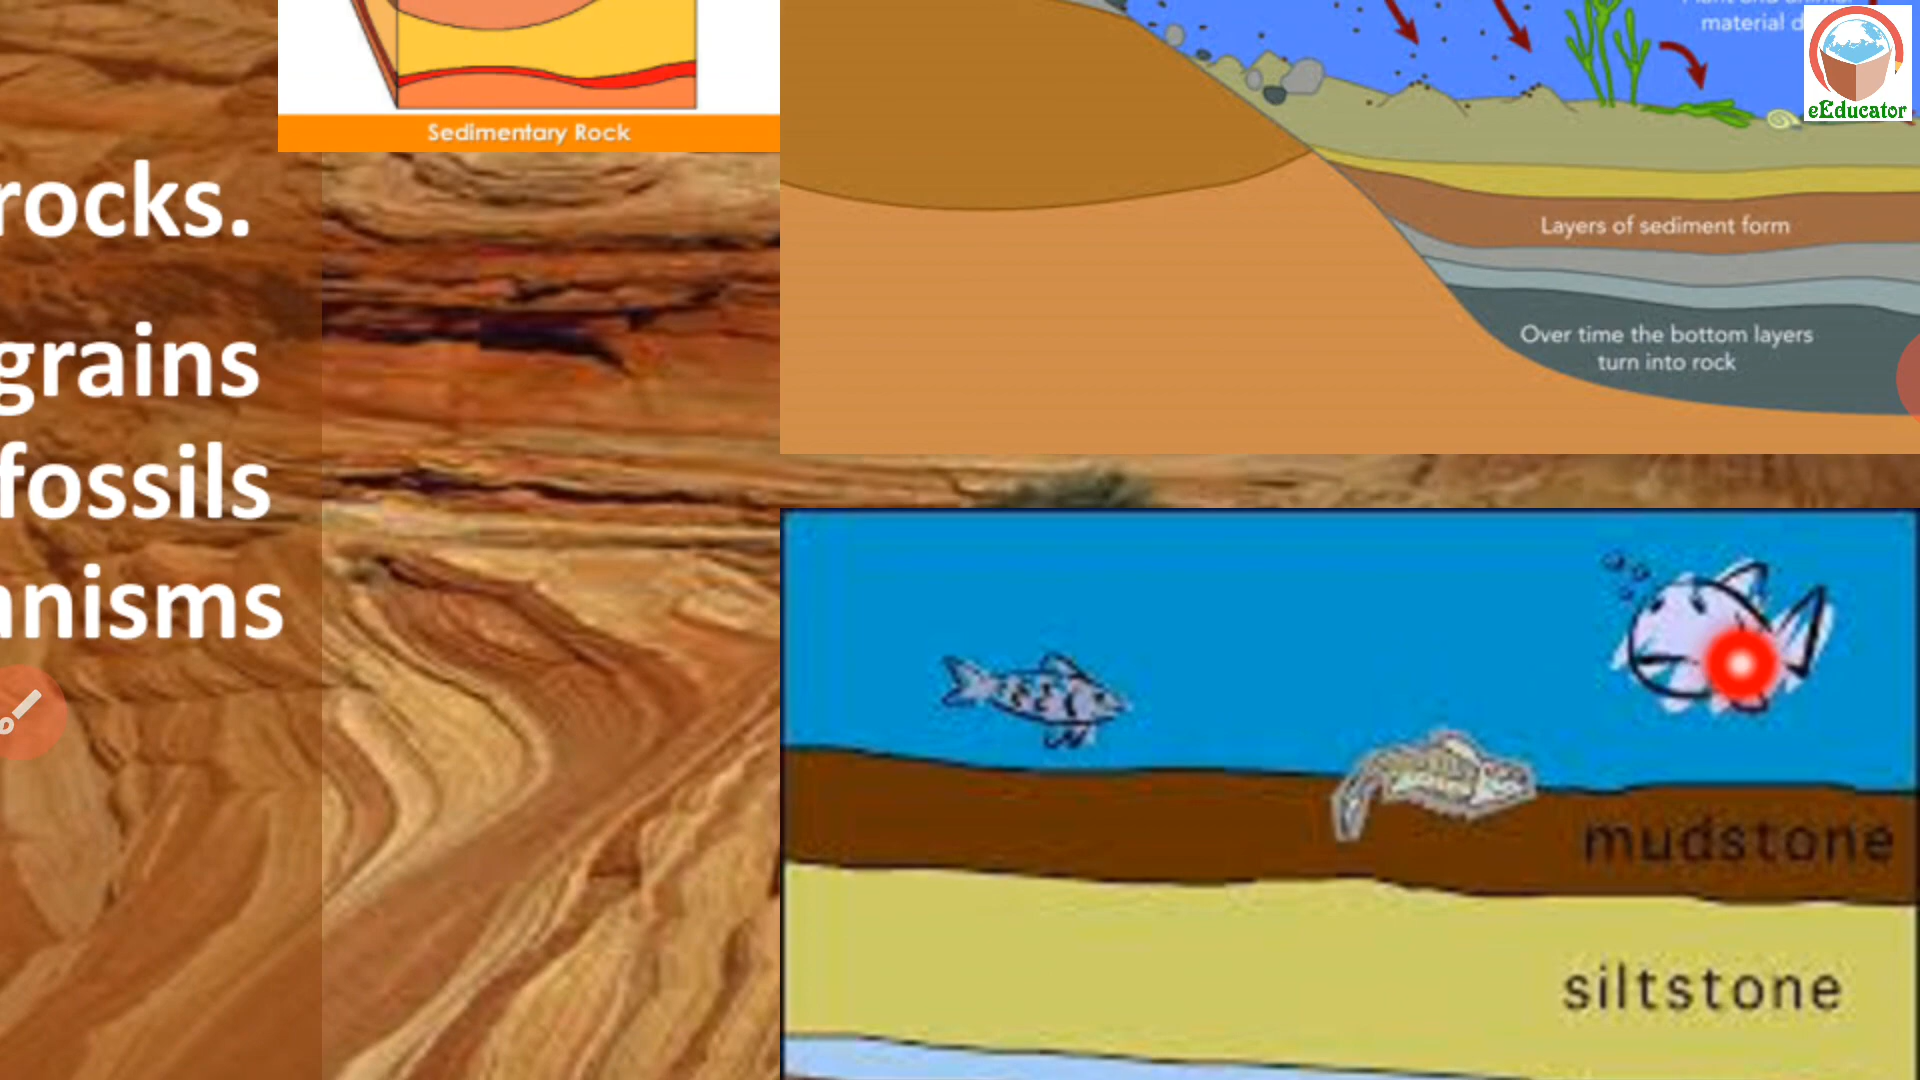 rocks.
grains
fossils
anisms
Sedimentary Rock
material d
eEducator
Layers of sediment form
Over time the bottom layers
turn into rock
mudstone
siltstone